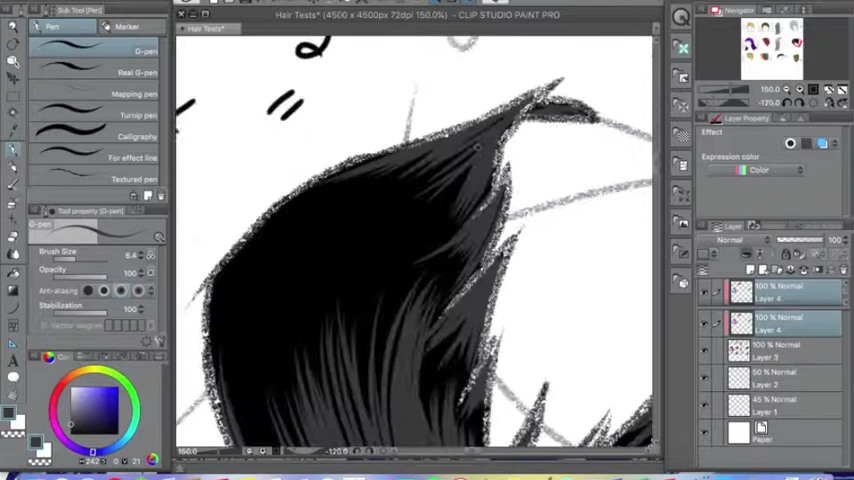 Hair Tests* (4500 x 4500px 72dpi 150.0%) - CLIP STUDIO PAINT PRO
Sub Tool [Pen]
Pen
Marker
G-pen
Real G-pen
Mapping pen
Turnip pen
Calligraphy
For effect line
Textured pen
Tool property [G-pen]
G-pen
Brush Size
6.4
Opacity
100
Anti-aliasing
Stabilization
100
Vector magnet
H 242 S 0 V 21
Hair Tests*
150.0
-120.0
Navigator
150.0
-120.0
Layer Property
Effect
Expression color
Color
Layer
Normal
100
100 % Normal
Layer 4
100 % Normal
Layer 4
100 % Normal
Layer 3
50 % Normal
Layer 2
45 % Normal
Layer 1
Paper